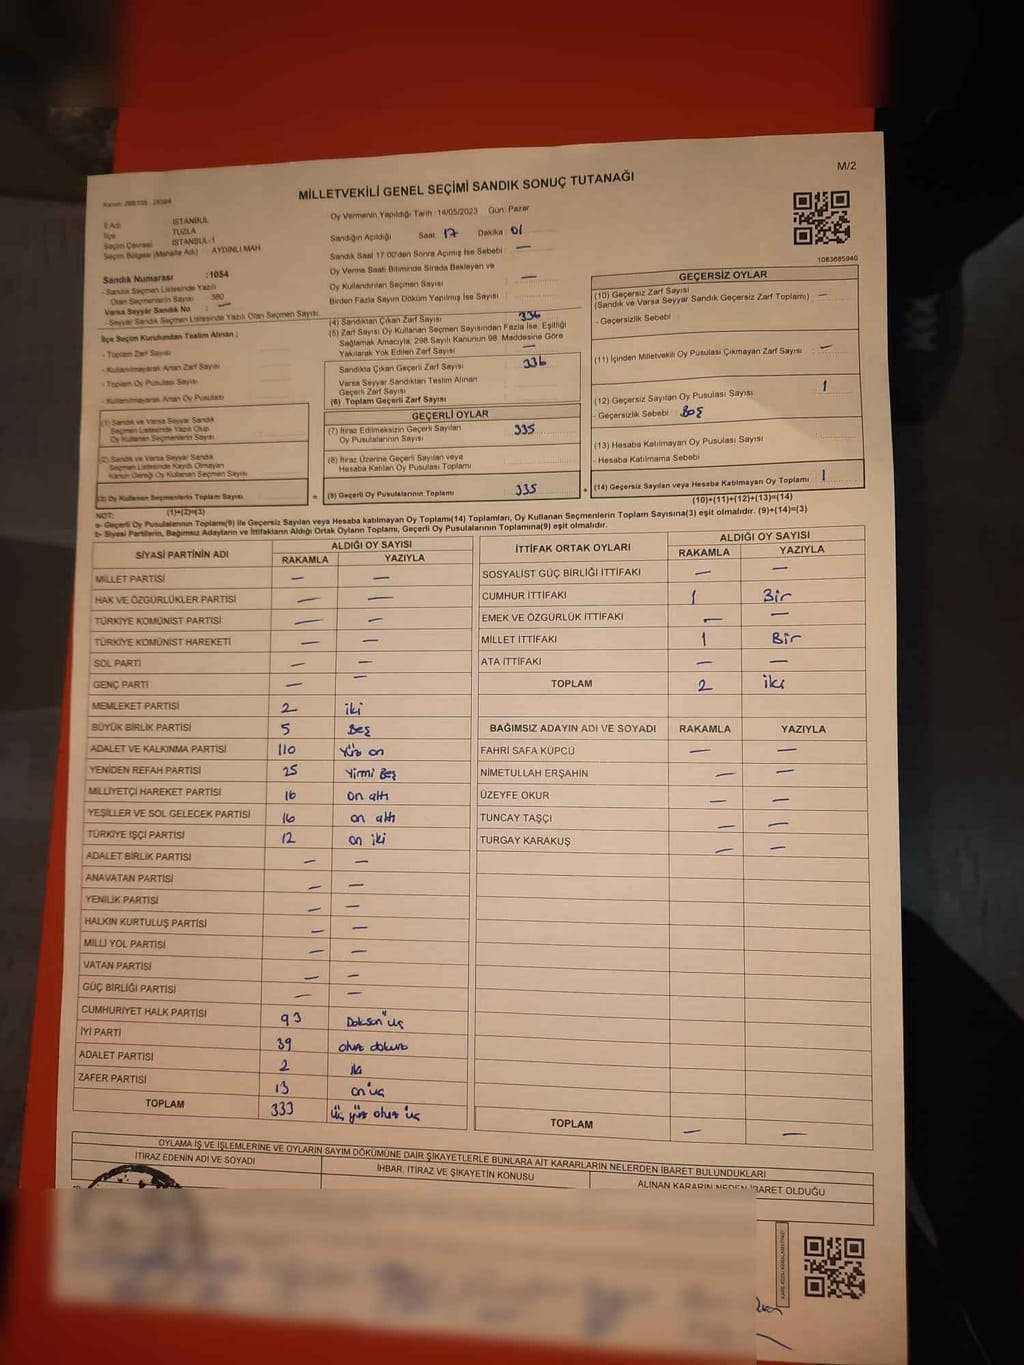 M/2
MİLLETVEKİLİ GENEL SEÇİMİ SANDIK SONUÇ TUTANAĞI
İl Adı İSTANBUL
İlçe TUZLA
Seçim Çevresi İSTANBUL-1
Seçim Bölgesi (Mahalle Adı) AYDINLI MAH
Sandık Numarası :1054
- Sandık Seçmen Listesinde Yazılı
Olan Seçmenlerin Sayısı 380
Varsa Seyyar Sandık No —
- Seyyar Sandık Seçmen Listesinde Yazılı Olan Seçmen Sayısı
Oy Vermenin Yapıldığı Tarih : 14/05/2023 Gün: Pazar
Sandığın Açıldığı Saat 17 Dakika 01
Sandık Saat 17:00'den Sonra Açılmış İse Sebebi : —
Oy Verme Saati Bitiminde Sırada Bekleyen ve
Oy Kullandırılan Seçmen Sayısı —
Birden Fazla Sayım Döküm Yapılmış İse Sayısı
1083685940
İlçe Seçim Kurulundan Teslim Alınan ;
- Toplam Zarf Sayısı
- Kullanılmayarak Artan Zarf Sayısı
- Toplam Oy Pusulası Sayısı
- Kullanılmayarak Artan Oy Pusulası
(1) Sandık ve Varsa Seyyar Sandık
Seçmen Listesinde Yazılı Olup
Oy Kullanan Seçmenlerin Sayısı
(2) Sandık ve Varsa Seyyar Sandık
Seçmen Listesinde Kaydı Olmayan
Kanun Gereği Oy Kullanan Seçmen Sayısı
(3) Oy Kullanan Seçmenlerin Toplam Sayısı
(1)+(2)=(3)
(4) Sandıktan Çıkan Zarf Sayısı 336
(5) Zarf Sayısı Oy Kullanan Seçmen Sayısından Fazla İse, Eşitliği
Sağlamak Amacıyla, 298 Sayılı Kanunun 98. Maddesine Göre
Yakılarak Yok Edilen Zarf Sayısı —
Sandıkta Çıkan Geçerli Zarf Sayısı 336
Varsa Seyyar Sandıktan Teslim Alınan
Geçerli Zarf Sayısı
(6) Toplam Geçerli Zarf Sayısı
GEÇERLİ OYLAR
(7) İtiraz Edilmeksizin Geçerli Sayılan
Oy Pusulalarının Sayısı 335
(8) İtiraz Üzerine Geçerli Sayılan veya
Hesaba Katılan Oy Pusulası Toplamı
= (9) Geçerli Oy Pusulalarının Toplamı 335 +
GEÇERSİZ OYLAR
(10) Geçersiz Zarf Sayısı
(Sandık ve Varsa Seyyar Sandık Geçersiz Zarf Toplamı) —
- Geçersizlik Sebebi
(11) İçinden Milletvekili Oy Pusulası Çıkmayan Zarf Sayısı —
(12) Geçersiz Sayılan Oy Pusulası Sayısı 1
- Geçersizlik Sebebi Boş
(13) Hesaba Katılmayan Oy Pusulası Sayısı
- Hesaba Katılmama Sebebi
(14) Geçersiz Sayılan veya Hesaba Katılmayan Oy Toplamı 1
(10)+(11)+(12)+(13)=(14)
NOT:
a- Geçerli Oy Pusulalarının Toplamı(9) ile Geçersiz Sayılan veya Hesaba katılmayan Oy Toplamı(14) Toplamları, Oy Kullanan Seçmenlerin Toplam Sayısına(3) eşit olmalıdır. (9)+(14)=(3)
b- Siyasi Partilerin, Bağımsız Adayların ve İttifakların Aldığı Ortak Oyların Toplamı, Geçerli Oy Pusulalarının Toplamına(9) eşit olmalıdır.
SİYASİ PARTİNİN ADI ALDIĞI OY SAYISI
RAKAMLA YAZIYLA
MİLLET PARTİSİ — —
HAK VE ÖZGÜRLÜKLER PARTİSİ — —
TÜRKİYE KOMÜNİST PARTİSİ — —
TÜRKİYE KOMÜNİST HAREKETİ — —
SOL PARTİ — —
GENÇ PARTİ — —
MEMLEKET PARTİSİ 2 iki
BÜYÜK BİRLİK PARTİSİ 5 Beş
ADALET VE KALKINMA PARTİSİ 110 Yüz on
YENİDEN REFAH PARTİSİ 25 Yirmi Beş
MİLLİYETÇİ HAREKET PARTİSİ 16 on altı
YEŞİLLER VE SOL GELECEK PARTİSİ 16 on altı
TÜRKİYE İŞÇİ PARTİSİ 12 on iki
ADALET BİRLİK PARTİSİ — —
ANAVATAN PARTİSİ — —
YENİLİK PARTİSİ — —
HALKIN KURTULUŞ PARTİSİ — —
MİLLİ YOL PARTİSİ — —
VATAN PARTİSİ — —
GÜÇ BİRLİĞİ PARTİSİ — —
CUMHURİYET HALK PARTİSİ 93 Doksan üç
İYİ PARTİ 39 otuz dokuz
ADALET PARTİSİ 2 iki
ZAFER PARTİSİ 13 on üç
TOPLAM 333 üç yüz otuz üç
İTTİFAK ORTAK OYLARI ALDIĞI OY SAYISI
RAKAMLA YAZIYLA
SOSYALİST GÜÇ BİRLİĞİ İTTİFAKI — —
CUMHUR İTTİFAKI 1 Bir
EMEK VE ÖZGÜRLÜK İTTİFAKI — —
MİLLET İTTİFAKI 1 Bir
ATA İTTİFAKI — —
TOPLAM 2 iki
BAĞIMSIZ ADAYIN ADI VE SOYADI RAKAMLA YAZIYLA
FAHRİ SAFA KÜPCÜ — —
NİMETULLAH ERŞAHİN — —
ÜZEYFE OKUR — —
TUNCAY TAŞÇI — —
TURGAY KARAKUŞ — —
TOPLAM — —
OYLAMA İŞ VE İŞLEMLERİNE VE OYLARIN SAYIM DÖKÜMÜNE DAİR ŞİKAYETLERLE BUNLARA AİT KARARLARIN NELERDEN İBARET BULUNDUKLARI
İTİRAZ EDENİN ADI VE SOYADI İHBAR, İTİRAZ VE ŞİKAYETİN KONUSU ALINAN KARARIN NEDEN İBARET OLDUĞU